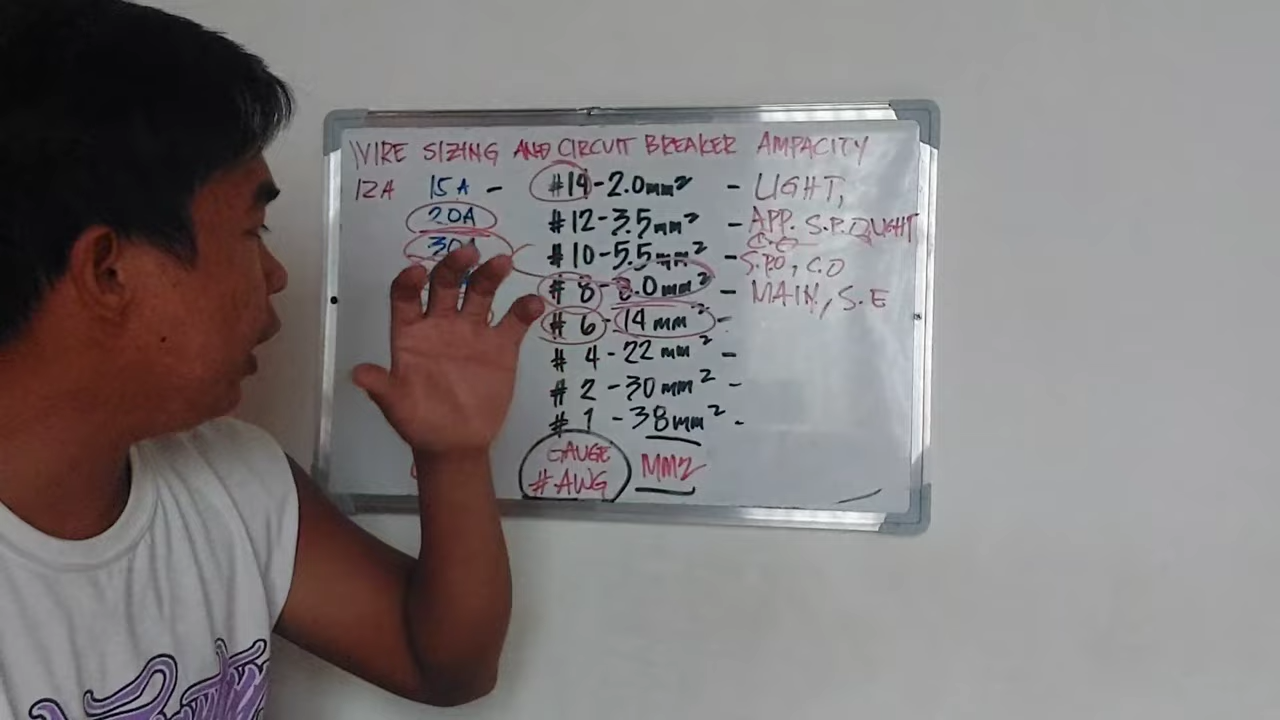 WIRE SIZING AND CIRCUIT BREAKER AMPACITY
12A 15A - #14-2.0mm² - LIGHT,
20A #12-3.5mm² - APP. S.P.O LIGHT
C.O
30A #10-5.5mm² - S.P.O, C.O
# 8-8.0mm² - MAIN, S.E
# 6-14mm² -
# 4-22mm² -
# 2-30mm² -
# 1-38mm² -
GAUGE
#AWG MM2